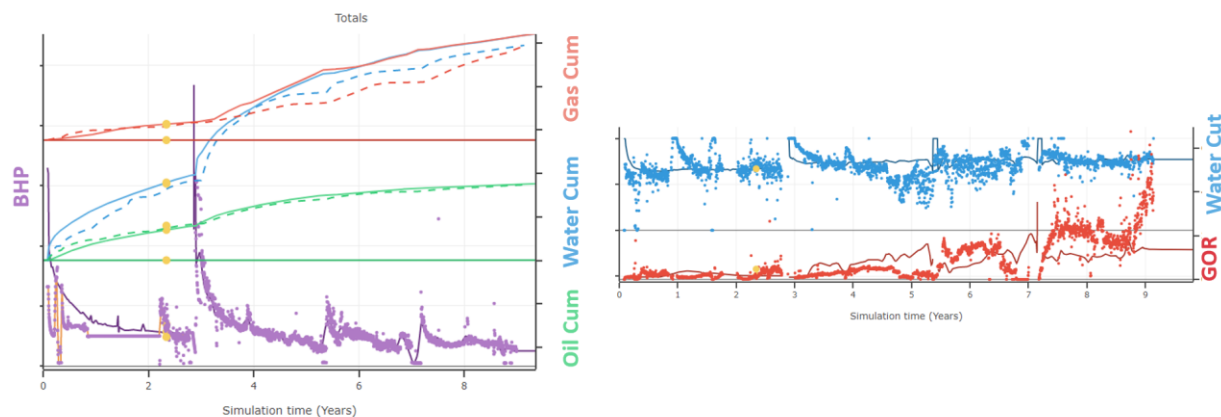 Totals
BHP
Gas Cum
Water Cum
Oil Cum
0
2
4
6
8
Simulation time (Years)
Water Cut
GOR
0
1
2
3
4
5
6
7
8
9
Simulation time (Years)